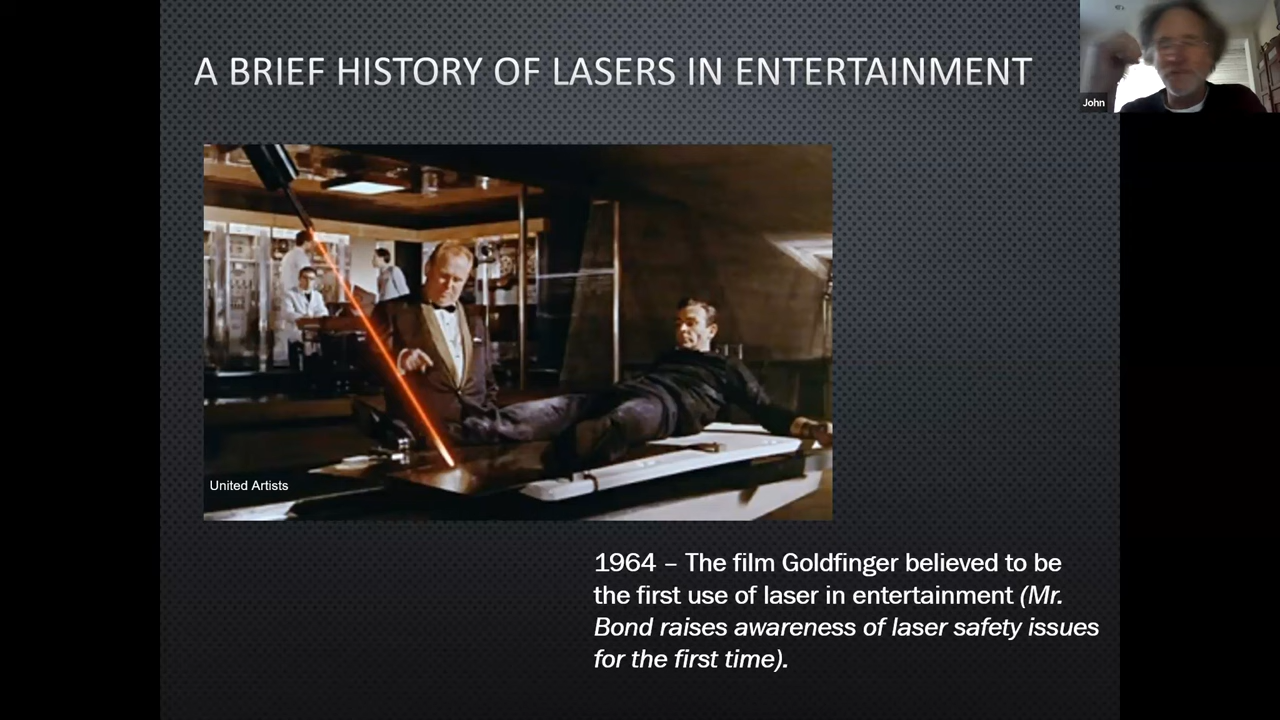 A BRIEF HISTORY OF LASERS IN ENTERTAINMENT
John
United Artists
1964 – The film Goldfinger believed to be
the first use of laser in entertainment (Mr.
Bond raises awareness of laser safety issues
for the first time).